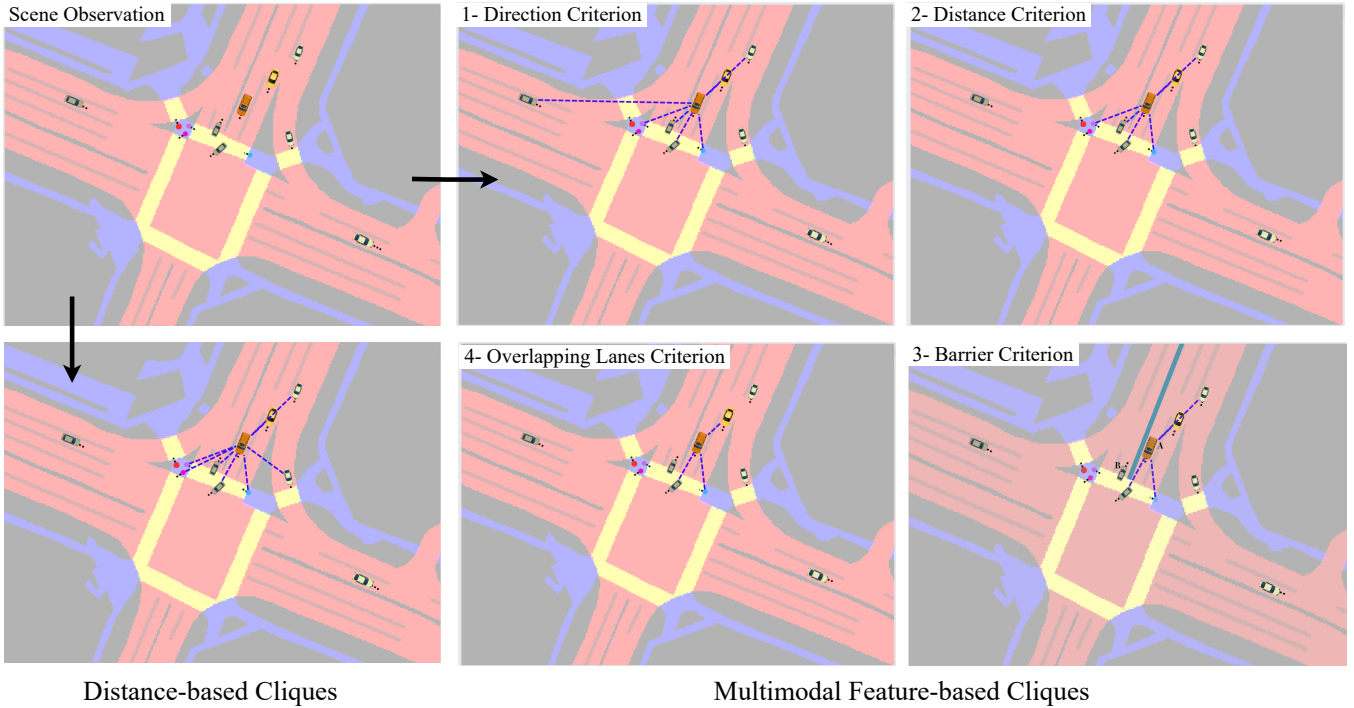 Scene Observation
1- Direction Criterion
2- Distance Criterion
4- Overlapping Lanes Criterion
3- Barrier Criterion
A
B
Distance-based Cliques
Multimodal Feature-based Cliques